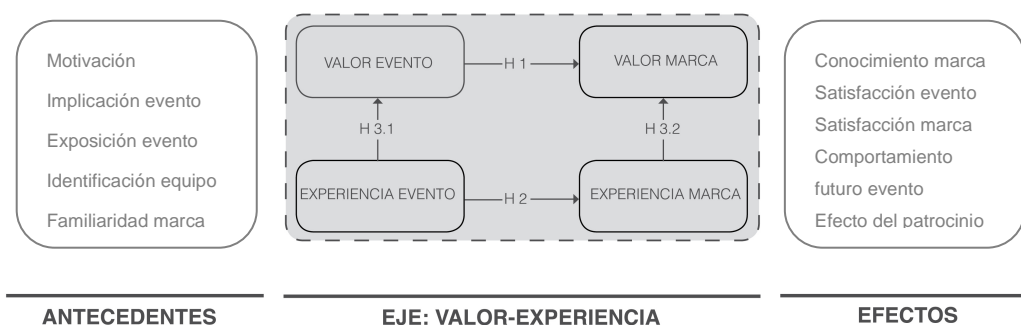 Motivación
Implicación evento
Exposición evento
Identificación equipo
Familiaridad marca
VALOR EVENTO
H 1
VALOR MARCA
H 3.1
H 3.2
EXPERIENCIA EVENTO
H 2
EXPERIENCIA MARCA
Conocimiento marca
Satisfacción evento
Satisfacción marca
Comportamiento
futuro evento
Efecto del patrocinio
ANTECEDENTES
EJE: VALOR-EXPERIENCIA
EFECTOS